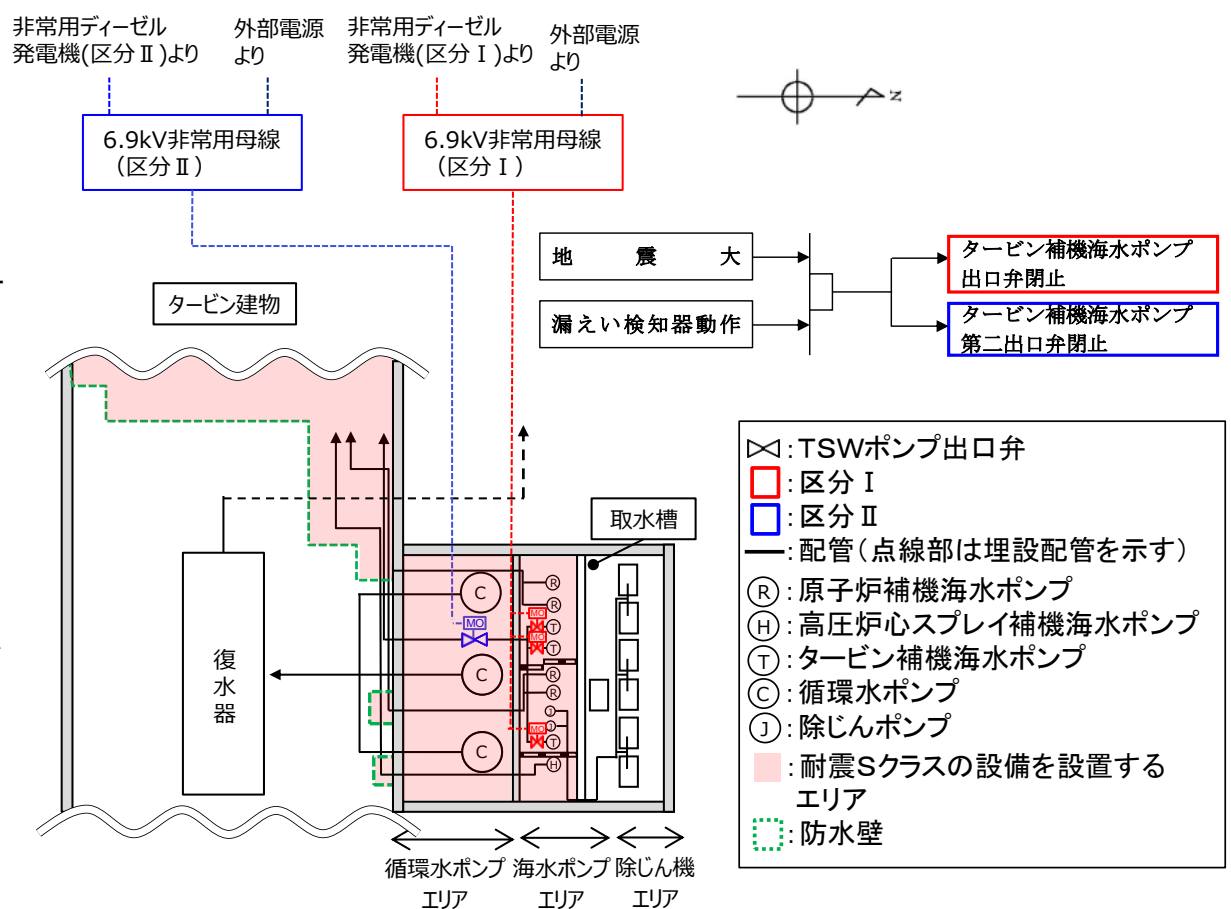 非常用ディーゼル
発電機(区分Ⅱ)より
外部電源
より
非常用ディーゼル
発電機(区分Ⅰ)より
外部電源
より
N
6.9kV非常用母線
(区分Ⅱ)
6.9kV非常用母線
(区分Ⅰ)
地震大
漏えい検知器動作
タービン補機海水ポンプ
出口弁閉止
タービン補機海水ポンプ
第二出口弁閉止
タービン建物
取水槽
復
水
器
C
C
C
MO
R
R
MO
T
MO
T
R
R
J
J
MO
T
H
循環水ポンプ
エリア
海水ポンプ
エリア
除じん機
エリア
:TSWポンプ出口弁
:区分Ⅰ
:区分Ⅱ
:配管(点線部は埋設配管を示す)
R:原子炉補機海水ポンプ
H:高圧炉心スプレイ補機海水ポンプ
T:タービン補機海水ポンプ
C:循環水ポンプ
J:除じんポンプ
:耐震Sクラスの設備を設置する
エリア
:防水壁